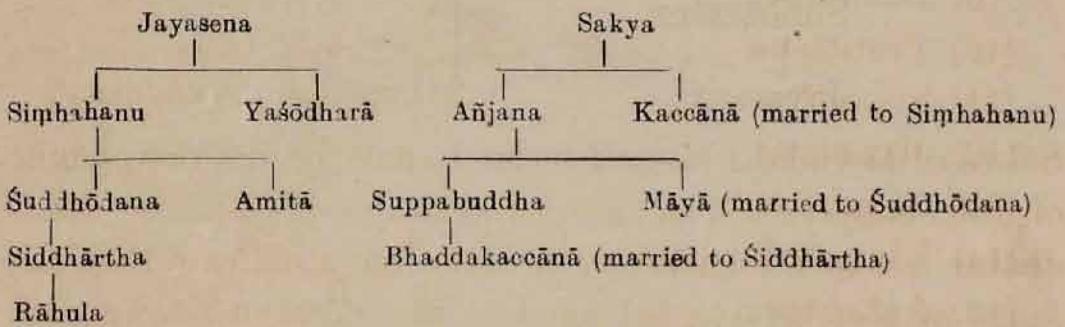 Jayasena Sakya
Siṃhahanu Yaśōdharā Añjana Kaccānā (married to Siṃhahanu)
Śuddhōdana Amitā Suppabuddha Māyā (married to Śuddhōdana)
Siddhārtha Bhaddakaccānā (married to Śiddhārtha)
Rāhula